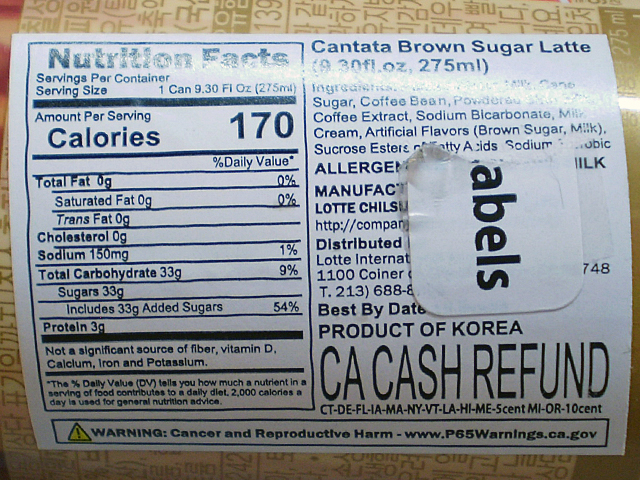 Nutrition Facts
Servings Per Container
Serving Size 1 Can 9.30 Fl Oz (275ml)
Amount Per Serving
Calories 170
%Daily Value*
Total Fat 0g 0%
Saturated Fat 0g 0%
Trans Fat 0g
Cholesterol 0g
Sodium 150mg 1%
Total Carbohydrate 33g 9%
Sugars 33g
Includes 33g Added Sugars 54%
Protein 3g
Not a significant source of fiber, vitamin D,
Calcium, Iron and Potassium.
*The % Daily Value (DV) tells you how much a nutrient in a
serving of food contributes to a daily diet. 2,000 calories a
day is used for general nutrition advice.
Cantata Brown Sugar Latte
(9.30fl.oz, 275ml)
Ingredients: Milk, Cane
Sugar, Coffee Bean, Powdered
Coffee Extract, Sodium Bicarbonate, Milk
Cream, Artificial Flavors (Brown Sugar, Milk),
Sucrose Esters of Fatty Acids, Sodium
ALLERGEN MILK
MANUFACT
LOTTE CHILSU
http://compan
Distributed
Lotte Internat
1100 Coiner 748
T. 213) 688-8
Best By Date
abels
PRODUCT OF KOREA
CA CASH REFUND
CT-DE-FL-IA-MA-NY-VT-LA-HI-ME-5cent MI-OR-10cent
WARNING: Cancer and Reproductive Harm - www.P65Warnings.ca.gov